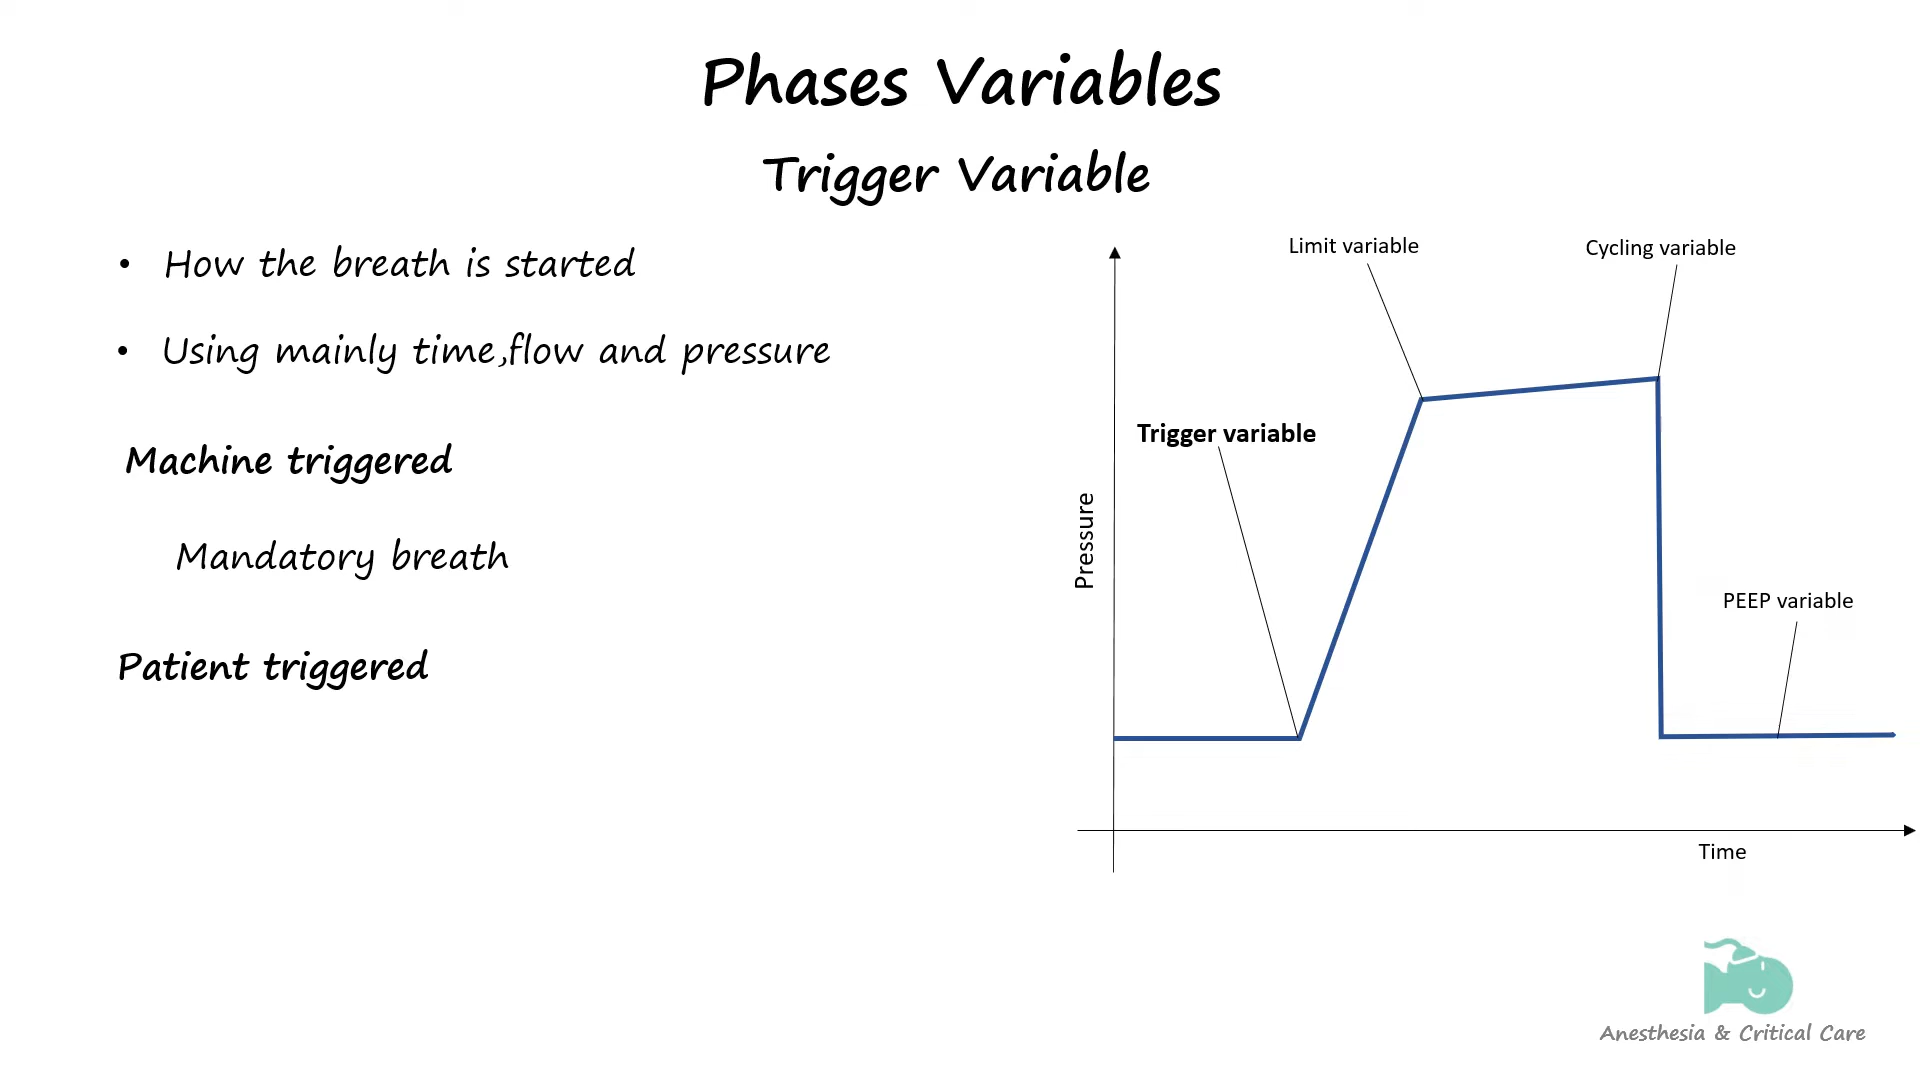 Phases Variables
Trigger Variable
• How the breath is started
• Using mainly time,flow and pressure
Machine triggered
Mandatory breath
Patient triggered
Limit variable
Cycling variable
Trigger variable
Pressure
PEEP variable
Time
Anesthesia & Critical Care